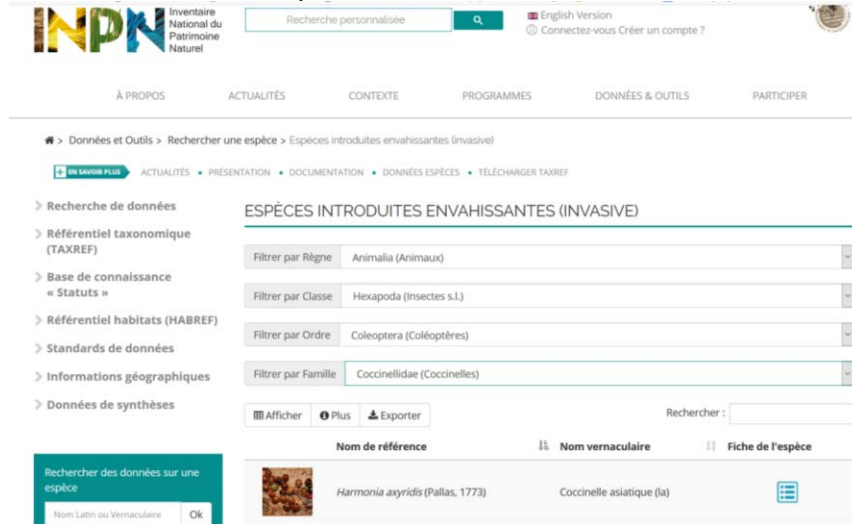 INPN
Inventaire
National du
Patrimoine
Naturel
Recherche personnalisée
English Version
Connectez-vous Créer un compte ?
À PROPOS
ACTUALITÉS
CONTEXTE
PROGRAMMES
DONNÉES & OUTILS
PARTICIPER
> Données et Outils > Rechercher une espèce > Espèces introduites envahissantes (invasive)
+ EN SAVOIR PLUS ACTUALITÉS • PRÉSENTATION • DOCUMENTATION • DONNÉES ESPÈCES • TÉLÉCHARGER TAXREF
Recherche de données
Référentiel taxonomique
(TAXREF)
Base de connaissance
« Statuts »
Référentiel habitats (HABREF)
Standards de données
Informations géographiques
Données de synthèses
Rechercher des données sur une
espèce
Nom Latin ou Vernaculaire Ok
ESPÈCES INTRODUITES ENVAHISSANTES (INVASIVE)
Filtrer par Règne Animalia (Animaux)
Filtrer par Classe Hexapoda (Insectes s.l.)
Filtrer par Ordre Coleoptera (Coléoptères)
Filtrer par Famille Coccinellidae (Coccinelles)
Afficher Plus Exporter Rechercher :
Nom de référence Nom vernaculaire Fiche de l'espèce
Harmonia axyridis (Pallas, 1773) Coccinelle asiatique (la)